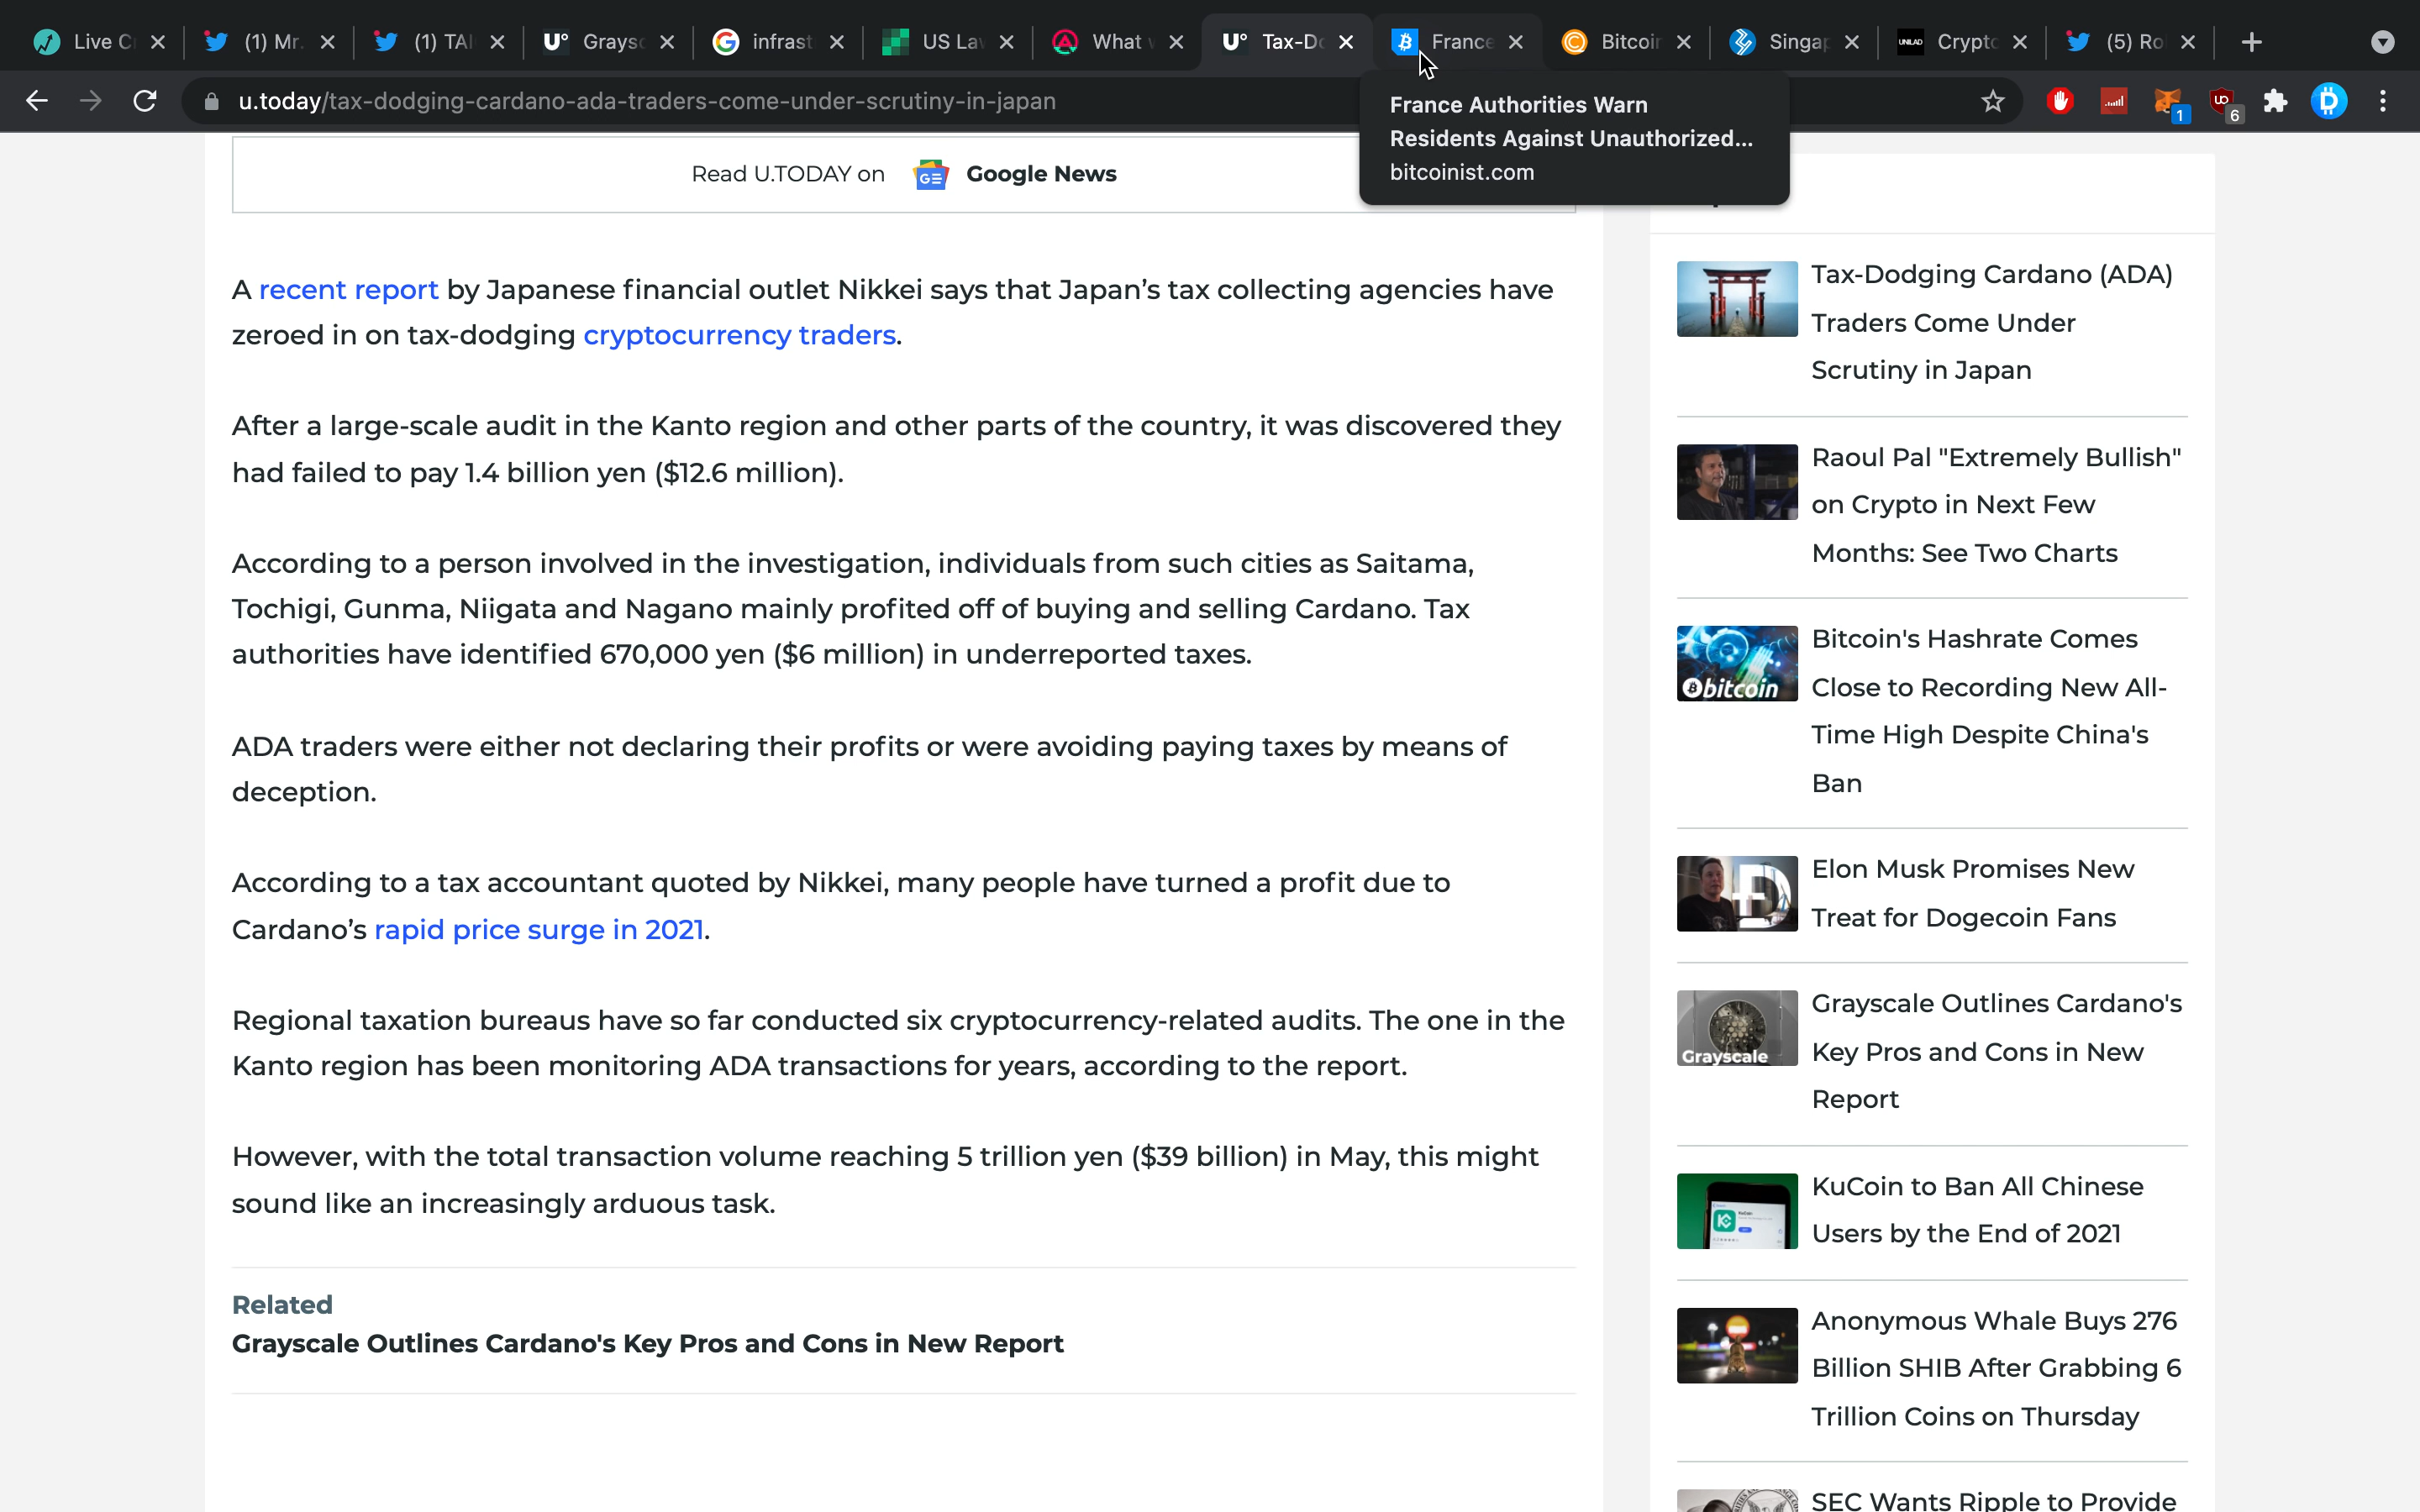 Live C
(1) Mr.
(1) TA
Graysc
infrast
US La
What
Tax-Do
France
Bitcoin
Singap
UNILAD
Crypto
(5) Ro
u.today/tax-dodging-cardano-ada-traders-come-under-scrutiny-in-japan
1
6
France Authorities Warn
Residents Against Unauthorized...
bitcoinist.com
Read U.TODAY on Google News
A recent report by Japanese financial outlet Nikkei says that Japan’s tax collecting agencies have
zeroed in on tax-dodging cryptocurrency traders.
After a large-scale audit in the Kanto region and other parts of the country, it was discovered they
had failed to pay 1.4 billion yen ($12.6 million).
According to a person involved in the investigation, individuals from such cities as Saitama,
Tochigi, Gunma, Niigata and Nagano mainly profited off of buying and selling Cardano. Tax
authorities have identified 670,000 yen ($6 million) in underreported taxes.
ADA traders were either not declaring their profits or were avoiding paying taxes by means of
deception.
According to a tax accountant quoted by Nikkei, many people have turned a profit due to
Cardano’s rapid price surge in 2021.
Regional taxation bureaus have so far conducted six cryptocurrency-related audits. The one in the
Kanto region has been monitoring ADA transactions for years, according to the report.
However, with the total transaction volume reaching 5 trillion yen ($39 billion) in May, this might
sound like an increasingly arduous task.
Related
Grayscale Outlines Cardano's Key Pros and Cons in New Report
Tax-Dodging Cardano (ADA)
Traders Come Under
Scrutiny in Japan
Raoul Pal "Extremely Bullish"
on Crypto in Next Few
Months: See Two Charts
bitcoin
Bitcoin's Hashrate Comes
Close to Recording New All-
Time High Despite China's
Ban
Elon Musk Promises New
Treat for Dogecoin Fans
Grayscale
Grayscale Outlines Cardano's
Key Pros and Cons in New
Report
KuCoin to Ban All Chinese
Users by the End of 2021
Anonymous Whale Buys 276
Billion SHIB After Grabbing 6
Trillion Coins on Thursday
SEC Wants Ripple to Provide